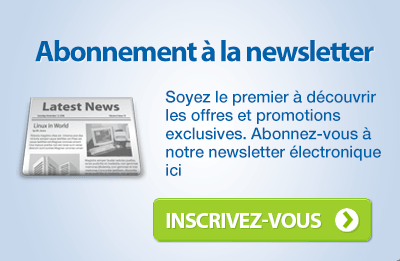 Abonnement à la newsletter
Latest News
Linux in World
Soyez le premier à découvrir
les offres et promotions
exclusives. Abonnez-vous à
notre newsletter électronique
ici
INSCRIVEZ-VOUS